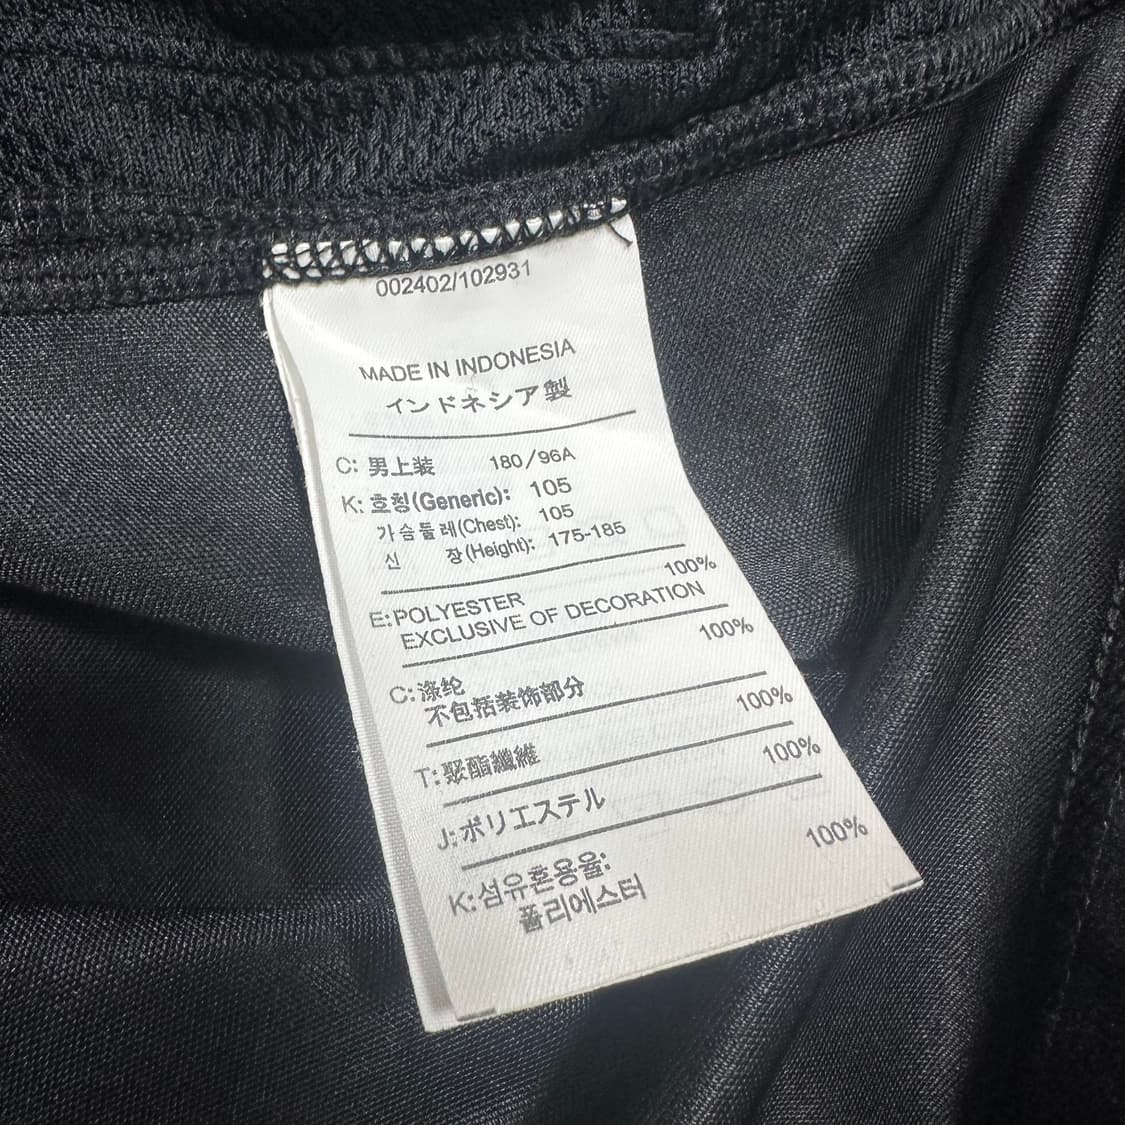 002402/102931
MADE IN INDONESIA
インドネシア製
C: 男上装 180/96A
K: 호칭(Generic): 105
가슴둘레(Chest): 105
신 장(Height): 175-185
100%
E: POLYESTER
EXCLUSIVE OF DECORATION
100%
C: 涤纶
不包括装饰部分
100%
T: 聚酯纖維
100%
J: ポリエステル
100%
K: 섬유혼용율:
폴리에스터